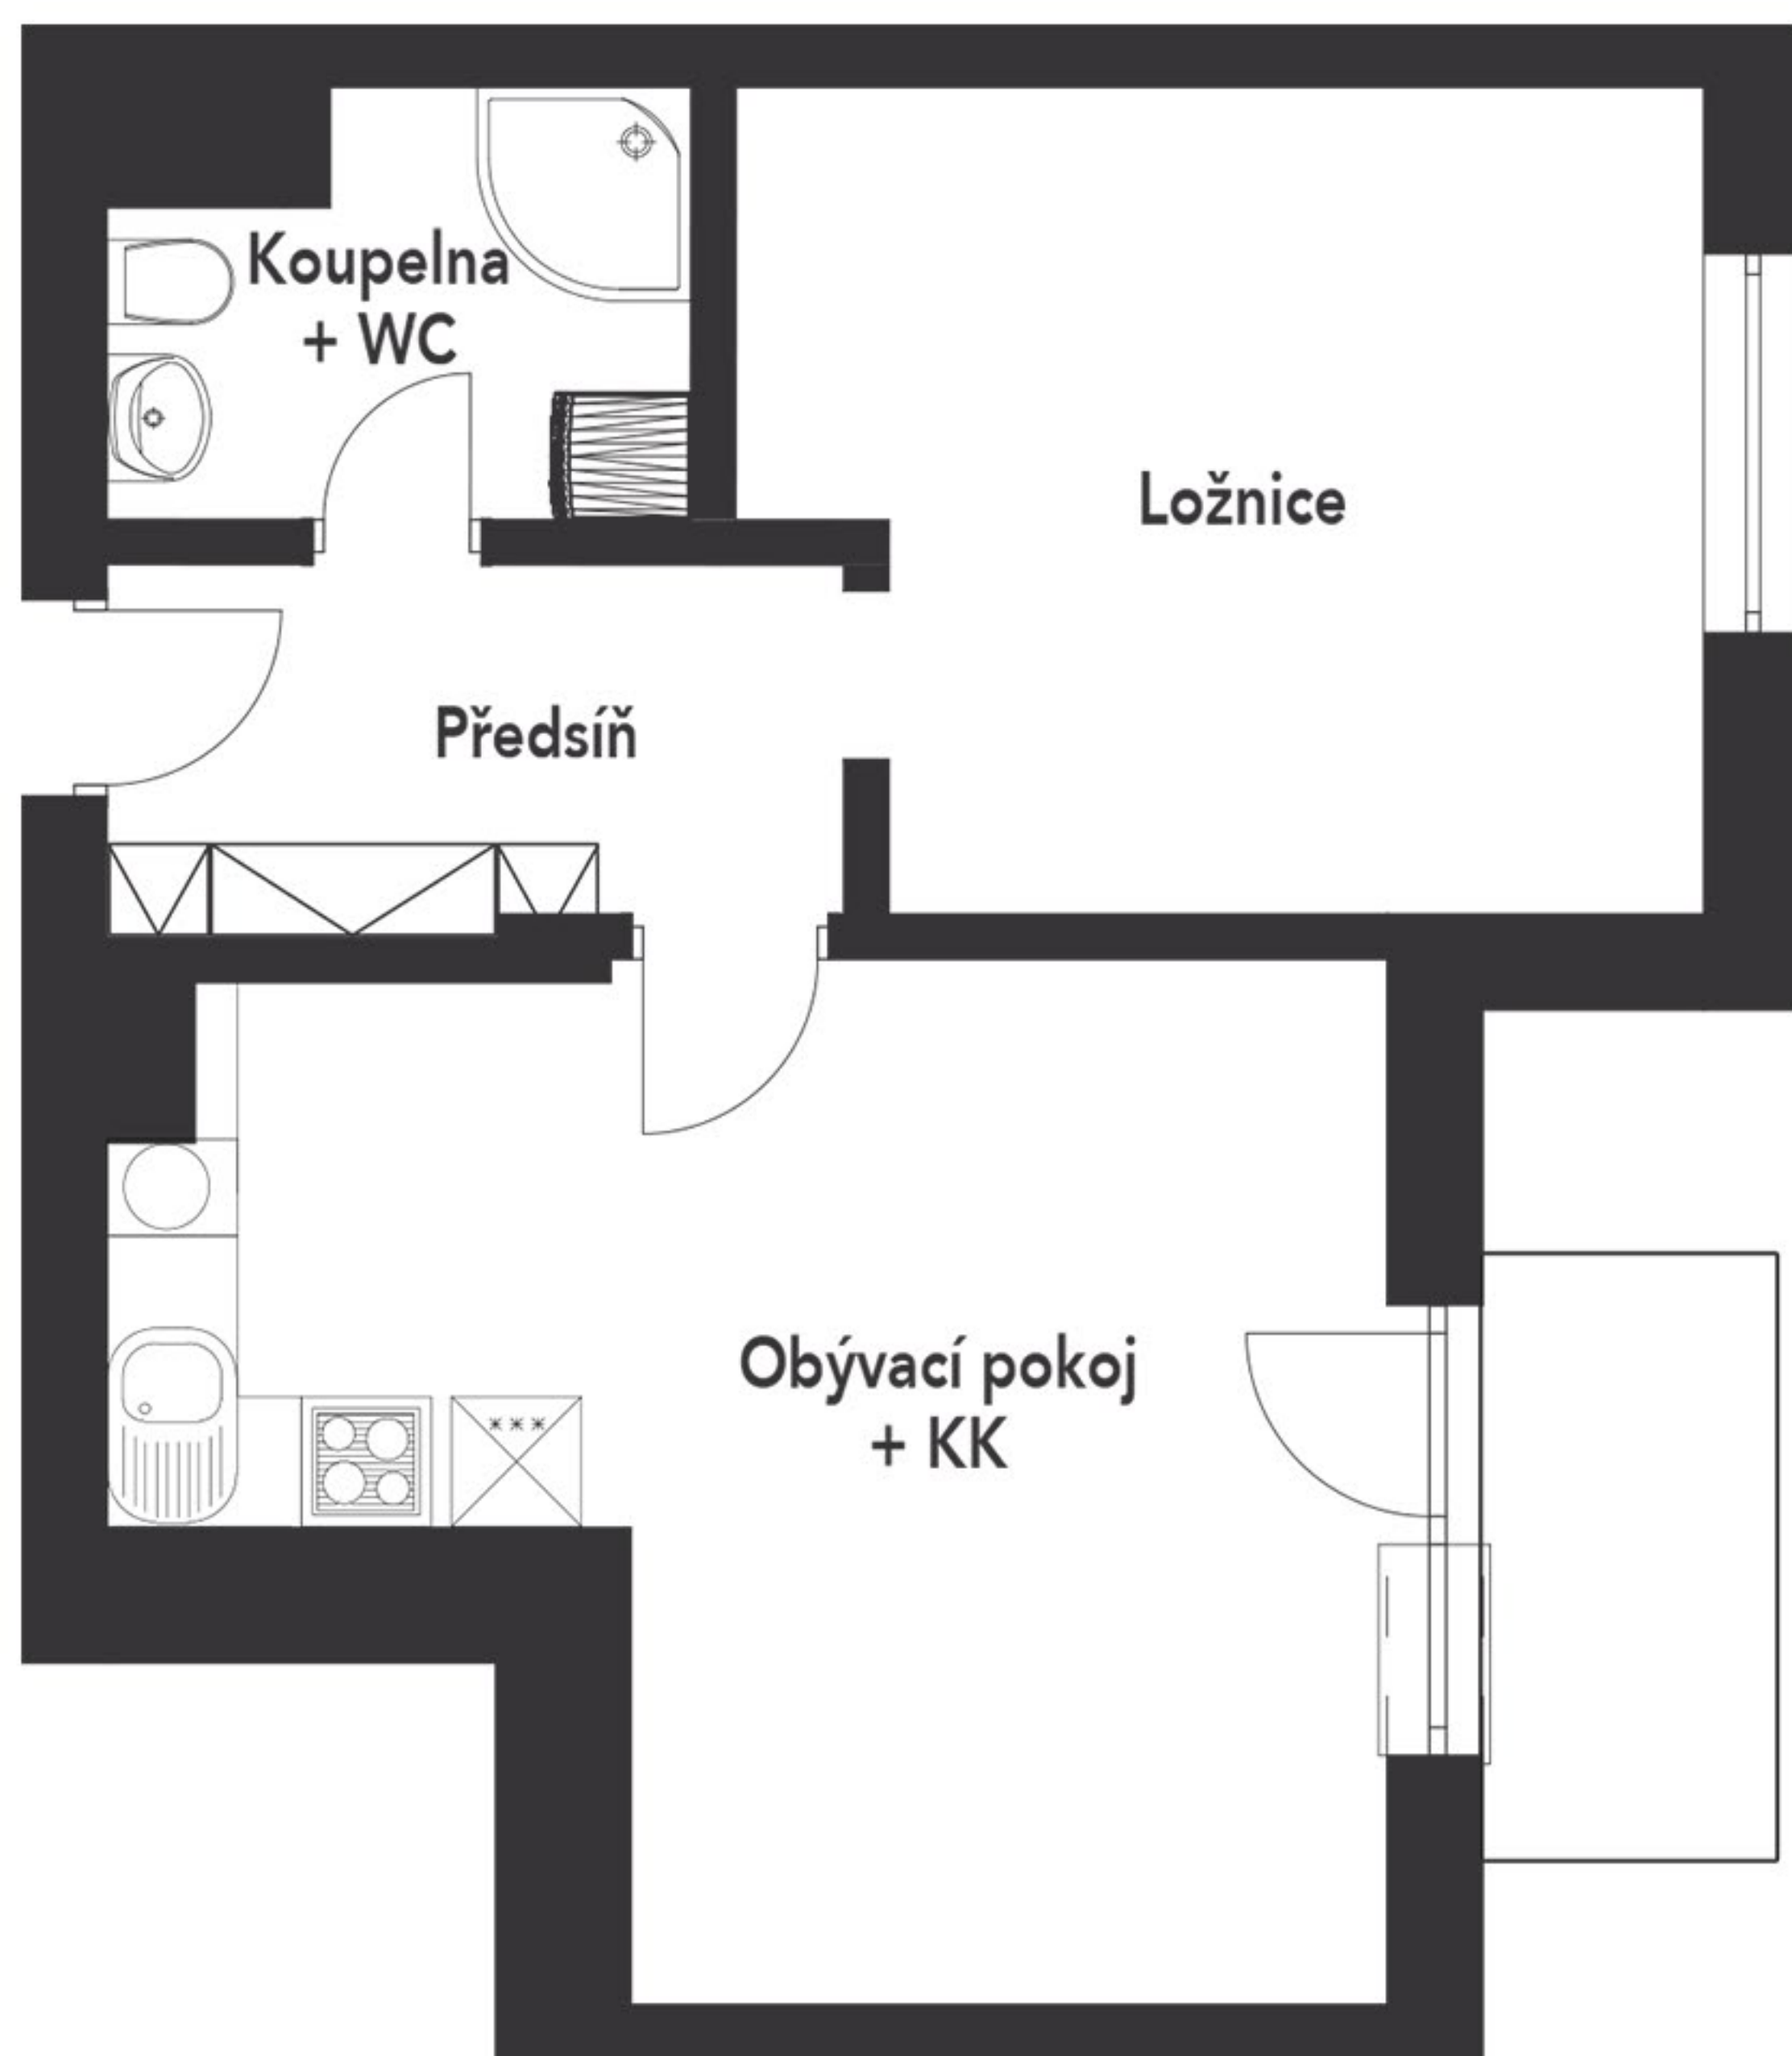 Koupelna
+ WC
Ložnice
Předsíň
Obývací pokoj
+ KK